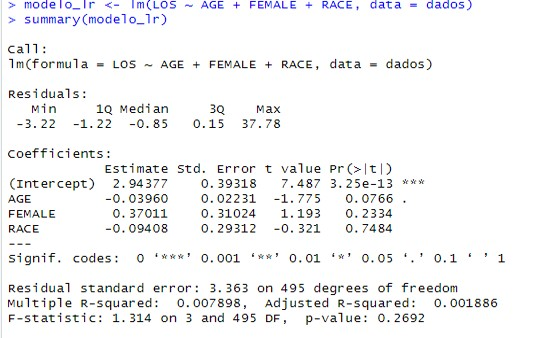 > modelo_lr <- lm(LOS ~ AGE + FEMALE + RACE, data = dados)
> summary(modelo_lr)
Call:
lm(formula = LOS ~ AGE + FEMALE + RACE, data = dados)
Residuals:
   Min     1Q Median     3Q    Max
 -3.22  -1.22  -0.85   0.15  37.78
Coefficients:
            Estimate Std. Error t value Pr(>|t|)
(Intercept)  2.94377    0.39318   7.487 3.25e-13 ***
AGE         -0.03960    0.02231  -1.775   0.0766 .
FEMALE       0.37011    0.31024   1.193   0.2334
RACE        -0.09408    0.29312  -0.321   0.7484
---
Signif. codes:  0 ‘***’ 0.001 ‘**’ 0.01 ‘*’ 0.05 ‘.’ 0.1 ‘ ’ 1
Residual standard error: 3.363 on 495 degrees of freedom
Multiple R-squared:  0.007898,	Adjusted R-squared:  0.001886
F-statistic: 1.314 on 3 and 495 DF,  p-value: 0.2692